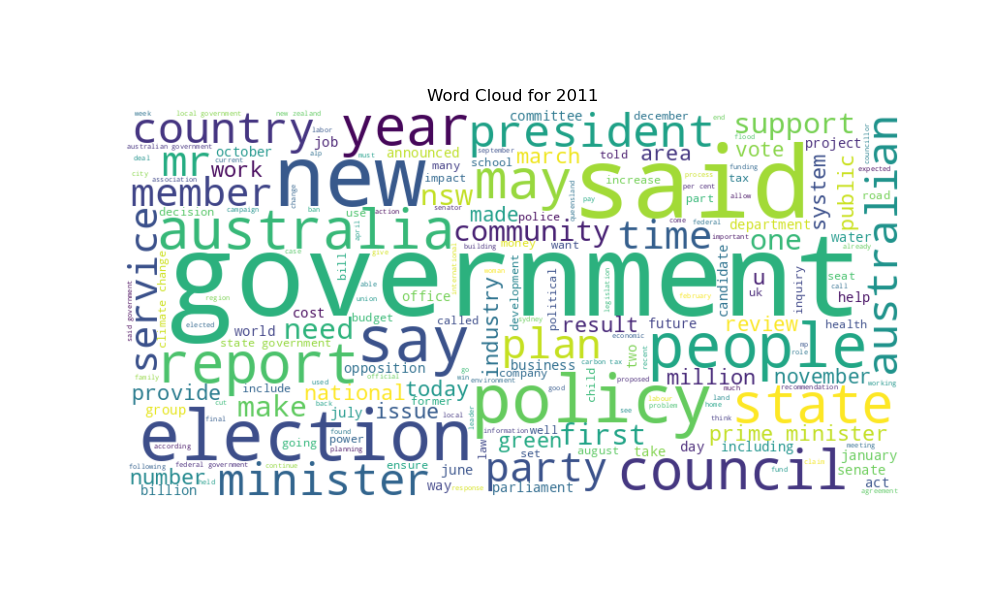 Word Cloud for 2011
week
local government
new zealand
committee
december
end
country
year
president
support
australian government
labor
flood
vote
project
councillor
deal
alp
must
september
mr
october
announced
many
school
march
told
area
funding
process
expected
city
current
work
job
new
may
said
system
public
australian
association
impact
increase
per cent
tax
allow
member
change
senator
nsw
pay
queensland
part
road
decision
campaign
ban
use
action
made
police
come
federal
department
service
australia
april
community
time
important
one
water
case
bill
give
building
money
want
already
government
international
region
able
union
office
development
political
legislation
february
candidate
u
uk
inquiry
seat
call
help
said government
climate change
elected
cost
budget
called
sydney
world
need
say
industry
result
future
review
health
state government
economic
mp
role
people
report
opposition
go
win
plan
business
carbon tax
two
recent
family
official
environment
company
child
proposed
million
november
recommendation
working
provide
include
used
national
former
today
good
policy
labour
problem
much
land
home
state
group
cut
back
make
july
issue
local
leader
see
think
prime minister
final
according
going
found
power
planning
information
well
green
first
set
august
take
day
including
january
meeting
election
law
following
federal government
continue
ensure
party
council
senate
number
held
minister
june
way
fund
claim
act
billion
response
parliament
agreement